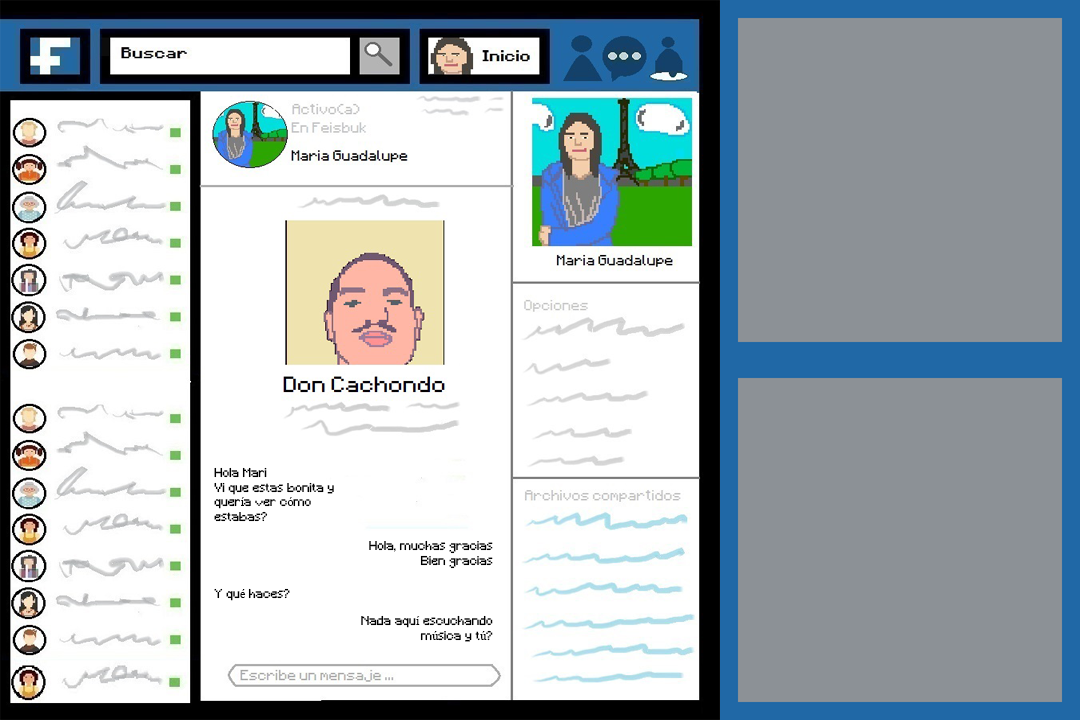 F
Buscar
Inicio
Activo(a)
En Feisbuk
Maria Guadalupe
Maria Guadalupe
Don Cachondo
Opciones
Hola Mari
Vi que estas bonita y
quería ver cómo
estabas?
Archivos compartidos
Hola, muchas gracias
Bien gracias
Y qué haces?
Nada aquí escuchando
música y tú?
Escribe un mensaje ...